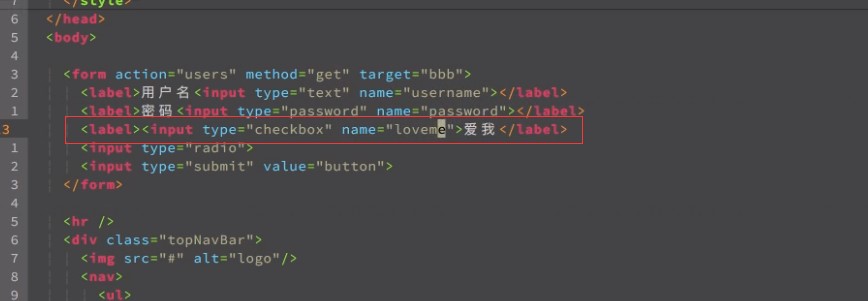 7 </style>
6 </head>
5 <body>
4
3 <form action="users" method="get" target="bbb">
2 <label>用户名<input type="text" name="username"></label>
1 <label>密码<input type="password" name="password"></label>
3 <label><input type="checkbox" name="loveme">爱我</label>
1 <input type="radio">
2 <input type="submit" value="button">
3 </form>
4
5 <hr />
6 <div class="topNavBar">
7 <img src="#" alt="logo"/>
8 <nav>
9 <ul>